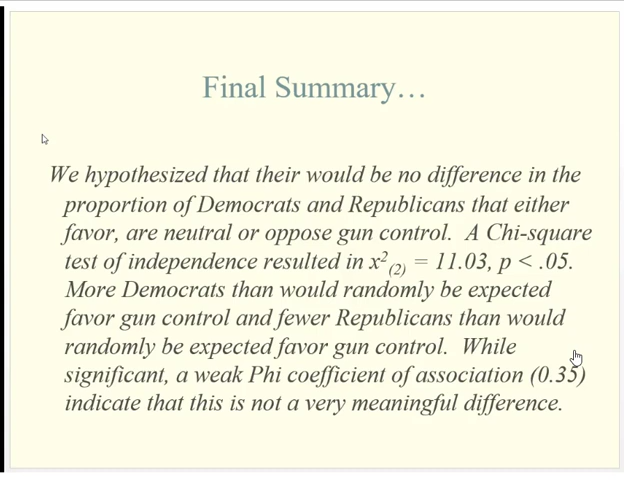 Final Summary…
We hypothesized that their would be no difference in the
proportion of Democrats and Republicans that either
favor, are neutral or oppose gun control. A Chi-square
test of independence resulted in x²₍₂₎ = 11.03, p < .05.
More Democrats than would randomly be expected
favor gun control and fewer Republicans than would
randomly be expected favor gun control. While
significant, a weak Phi coefficient of association (0.35)
indicate that this is not a very meaningful difference.